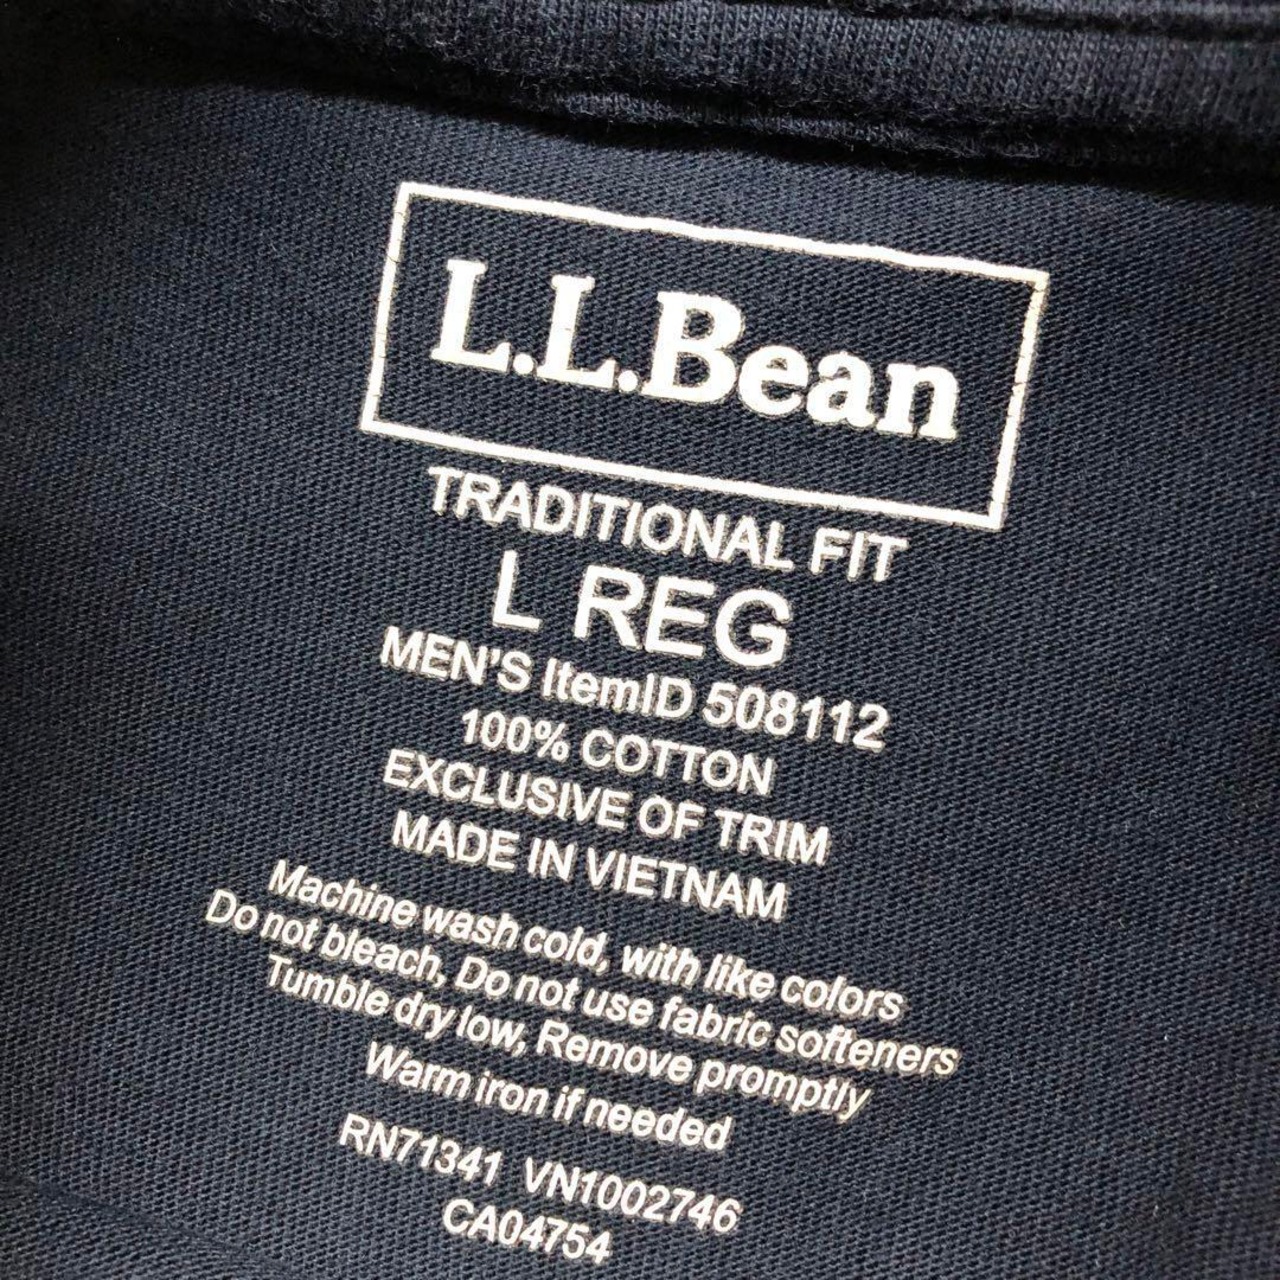 L.L.Bean
TRADITIONAL FIT
L REG
MEN'S ItemID 508112
100% COTTON
EXCLUSIVE OF TRIM
MADE IN VIETNAM
Machine wash cold, with like colors
Do not bleach, Do not use fabric softeners
Tumble dry low, Remove promptly
Warm iron if needed
RN71341 VN1002746
CA04754